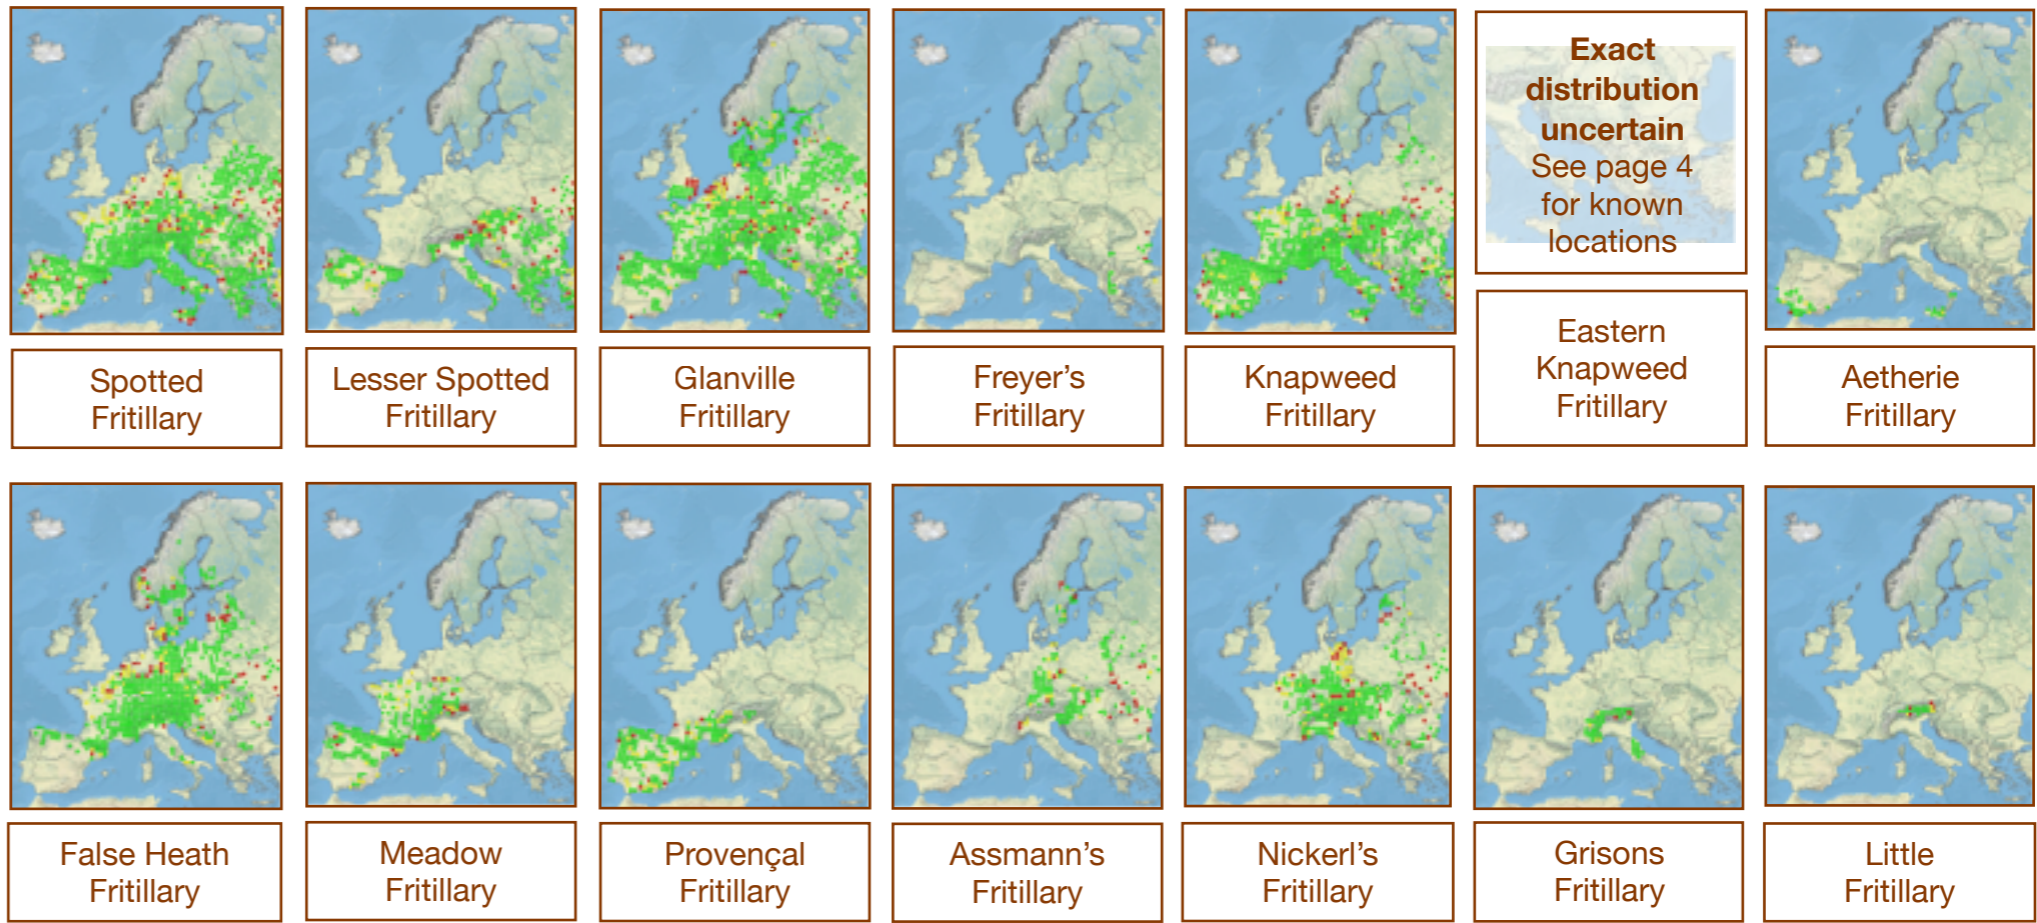 Exact
distribution
uncertain
See page 4
for known
locations
Spotted
Fritillary
Lesser Spotted
Fritillary
Glanville
Fritillary
Freyer’s
Fritillary
Knapweed
Fritillary
Eastern
Knapweed
Fritillary
Aetherie
Fritillary
False Heath
Fritillary
Meadow
Fritillary
Provençal
Fritillary
Assmann’s
Fritillary
Nickerl’s
Fritillary
Grisons
Fritillary
Little
Fritillary